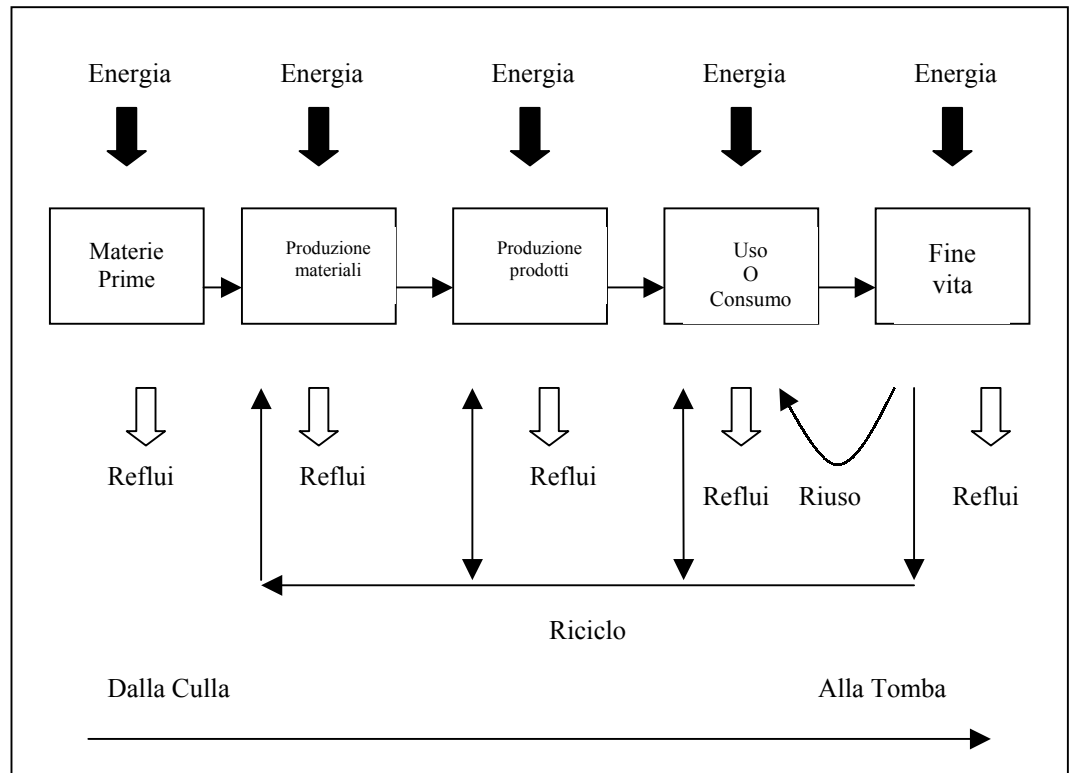 Energia
Energia
Energia
Energia
Energia
Materie
Prime
Produzione
materiali
Produzione
prodotti
Uso
O
Consumo
Fine
vita
Reflui
Reflui
Reflui
Reflui
Riuso
Reflui
Riciclo
Dalla Culla
Alla Tomba